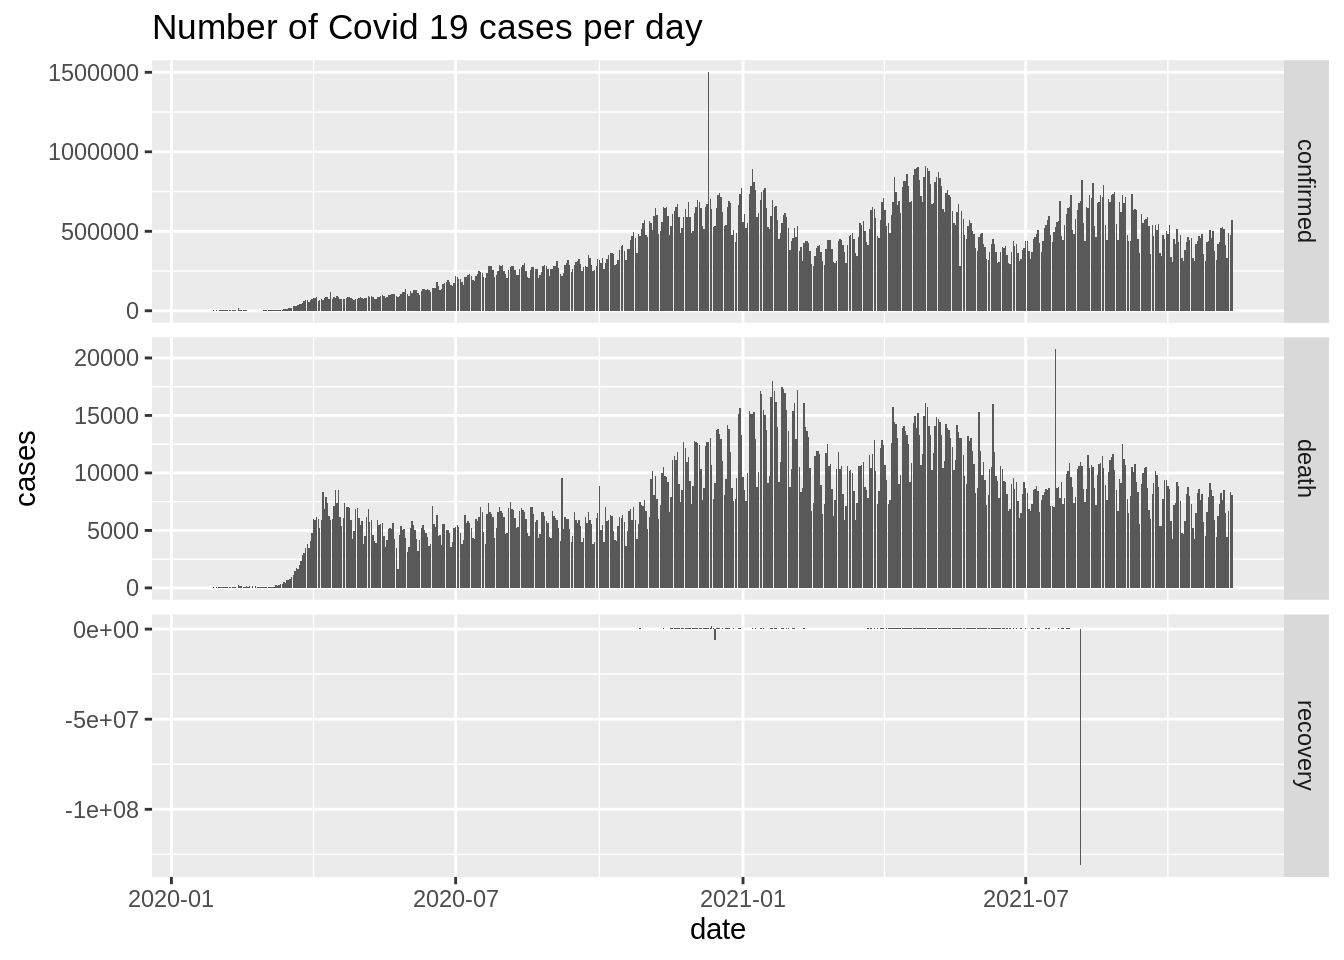 Number of Covid 19 cases per day
1500000
1000000
500000
0
confirmed
20000
15000
10000
5000
0
death
cases
0e+00
-5e+07
-1e+08
recovery
2020-01
2020-07
2021-01
2021-07
date